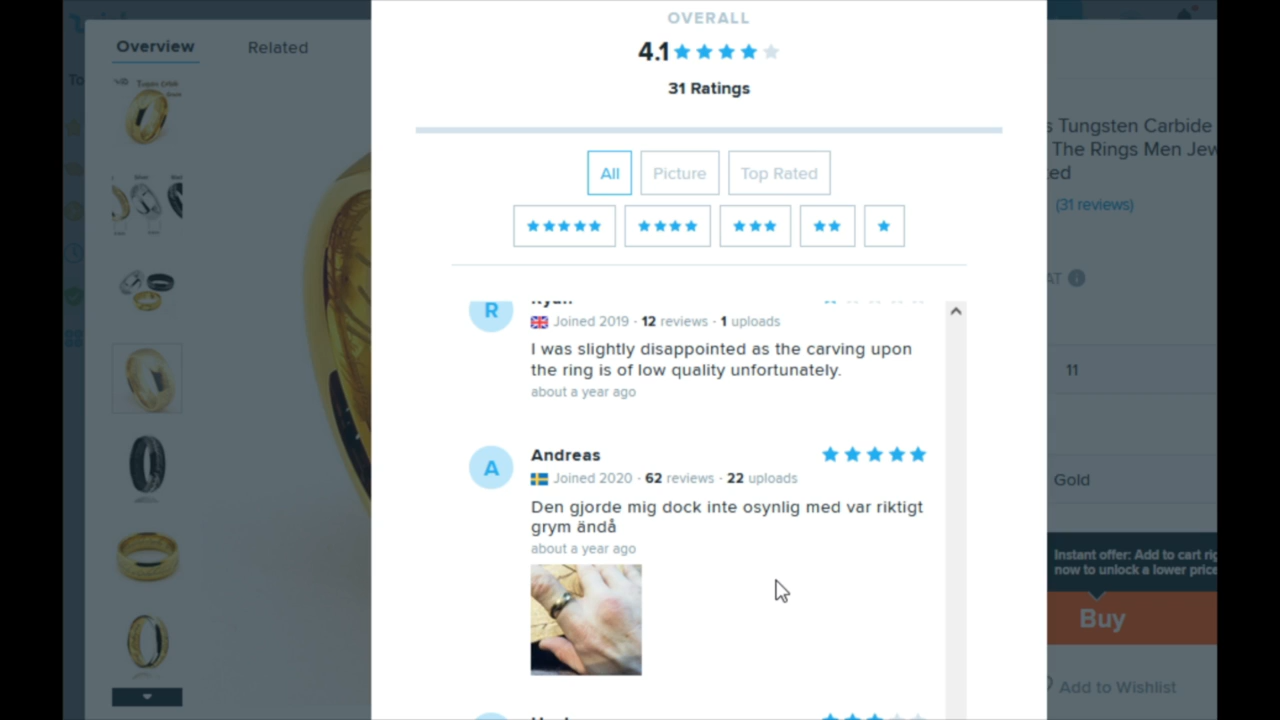 OVERALL
4.1
31 Ratings
All
Picture
Top Rated
R
Joined 2019 · 12 reviews · 1 uploads
I was slightly disappointed as the carving upon
the ring is of low quality unfortunately.
about a year ago
A
Andreas
Joined 2020 · 62 reviews · 22 uploads
Den gjorde mig dock inte osynlig med var riktigt
grym ändå
about a year ago
Overview
Related
To
s Tungsten Carbide
The Rings Men Jew
(31 reviews)
11
Gold
Instant offer: Add to cart rig
now to unlock a lower price
Buy
Add to Wishlist